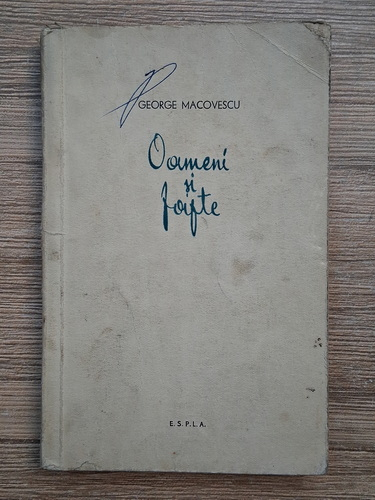 GEORGE MACOVESCU
Oameni
și
fapte
E. S. P. L. A.